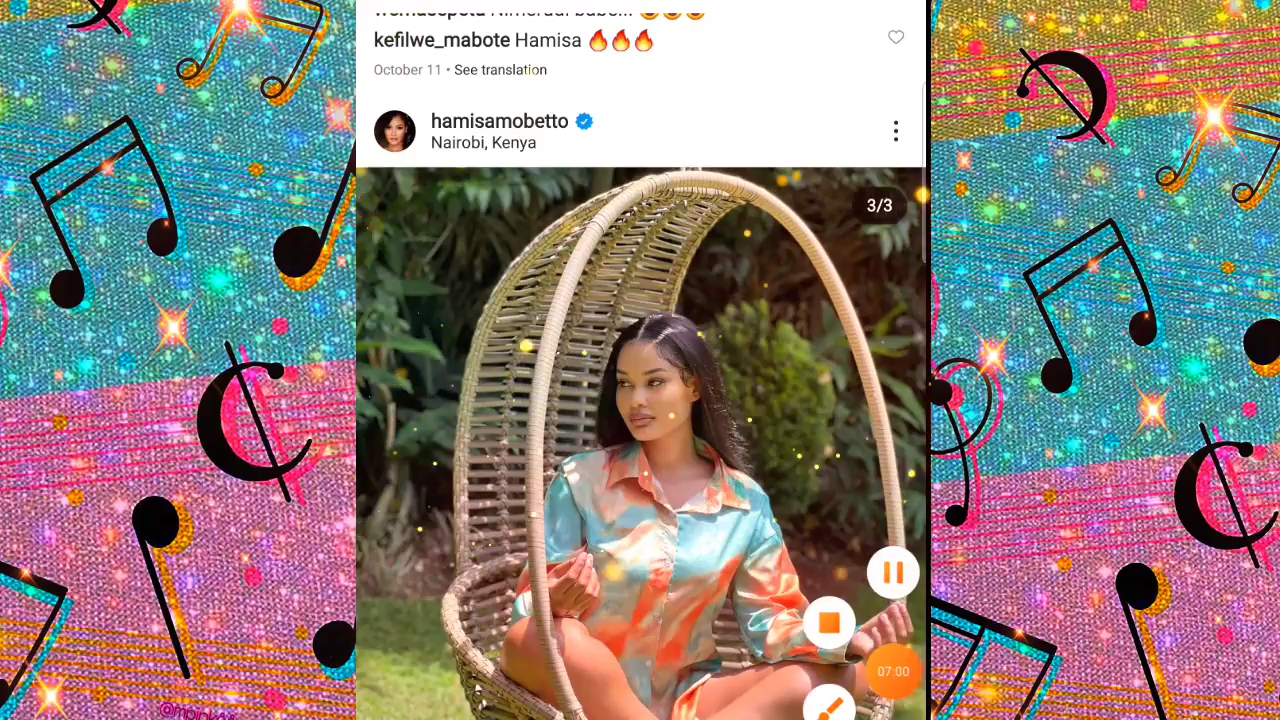 kefilwe_mabote Hamisa 🔥🔥🔥
October 11 • See translation
hamisamobetto
Nairobi, Kenya
3/3
07:00